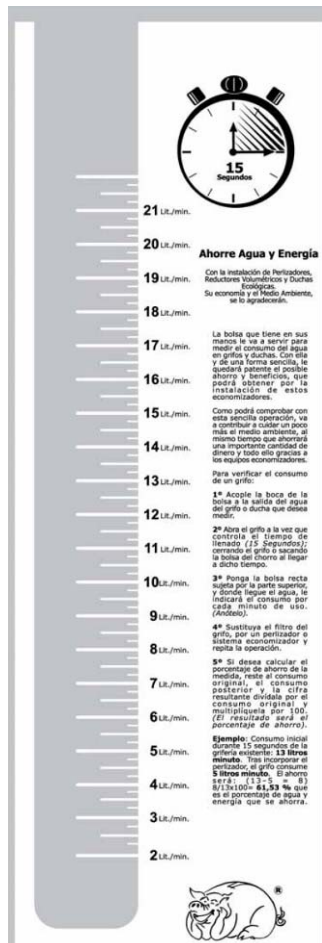 15
Segundos
21 Lit./min.
20 Lit./min.
19 Lit./min.
18 Lit./min.
17 Lit./min.
16 Lit./min.
15 Lit./min.
14 Lit./min.
13 Lit./min.
12 Lit./min.
11 Lit./min.
10 Lit./min.
9 Lit./min.
8 Lit./min.
7 Lit./min.
6 Lit./min.
5 Lit./min.
4 Lit./min.
3 Lit./min.
2 Lit./min.
Ahorre Agua y Energía
Con la instalación de Perlizadores,
Reductores Volumétricos y Duchas
Ecológicas.
Su economía y el Medio Ambiente,
se lo agradecerán.
La bolsa que tiene en sus
manos le va a servir para
medir el consumo del agua
en grifos y duchas. Con ella
y de una forma sencilla, le
quedará patente el posible
ahorro y beneficios, que
podrá obtener por la
instalación de estos
economizadores.
Como podrá comprobar con
esta sencilla operación, va
a contribuir a cuidar un poco
más el medio ambiente, al
mismo tiempo que ahorrará
una importante cantidad de
dinero y todo ello gracias a
los equipos economizadores.
Para verificar el consumo
de un grifo:
1º Acople la boca de la
bolsa a la salida del agua
del grifo o ducha que desea
medir.
2º Abra el grifo a la vez que
controla el tiempo de
llenado (15 Segundos);
cerrando el grifo o sacando
la bolsa del chorro al llegar
a dicho tiempo.
3º Ponga la bolsa recta
sujeta por la parte superior,
y donde llegue el agua, le
indicará el consumo por
cada minuto de uso.
(Anótelo).
4º Sustituya el filtro del
grifo, por un perlizador o
sistema economizador y
repita la operación.
5º Si desea calcular el
porcentaje de ahorro de la
medida, reste al consumo
original, el consumo
posterior y la cifra
resultante divídala por el
consumo original y
multiplíquela por 100.
(El resultado será el
porcentaje de ahorro).
Ejemplo: Consumo inicial
durante 15 segundos de la
grifería existente: 13 litros
minuto. Tras incorporar el
perlizador, el grifo consume
5 litros minuto. El ahorro
será: (13-5 = 8)
8/13x100= 61,53 % que
es el porcentaje de agua y
energía que se ahorra.
®